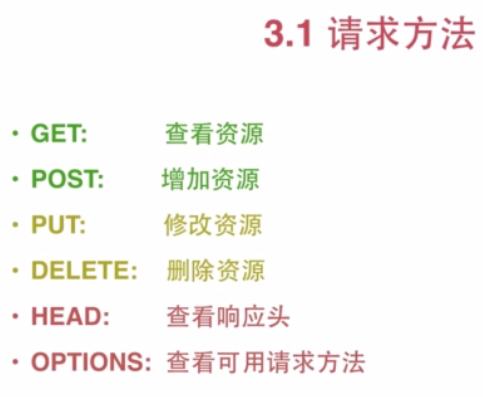 3.1 请求方法
• GET: 查看资源
• POST: 增加资源
• PUT: 修改资源
• DELETE: 删除资源
• HEAD: 查看响应头
• OPTIONS: 查看可用请求方法